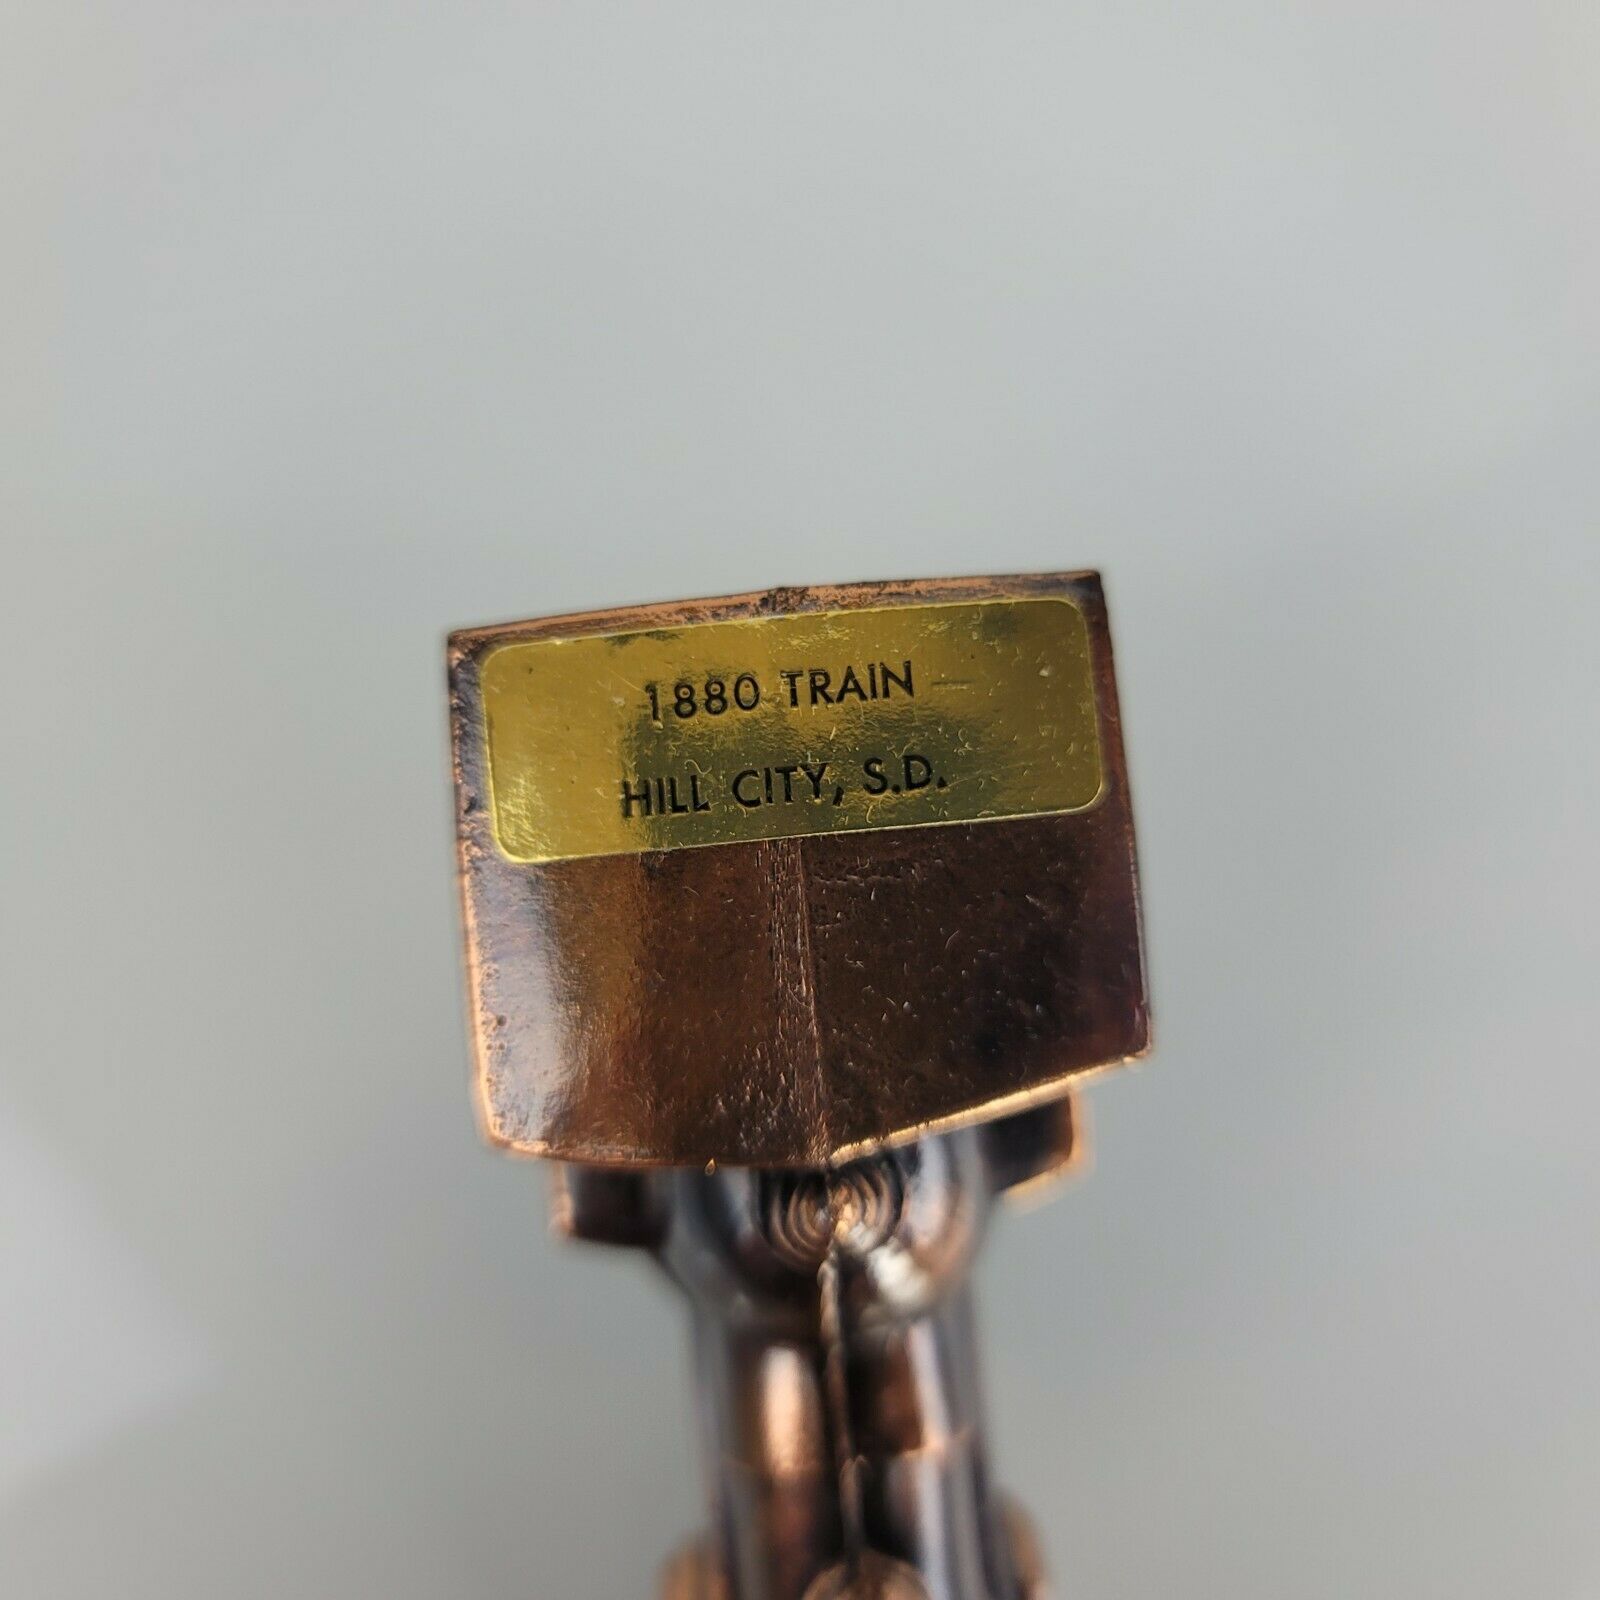 1880 TRAIN
HILL CITY, S.D.